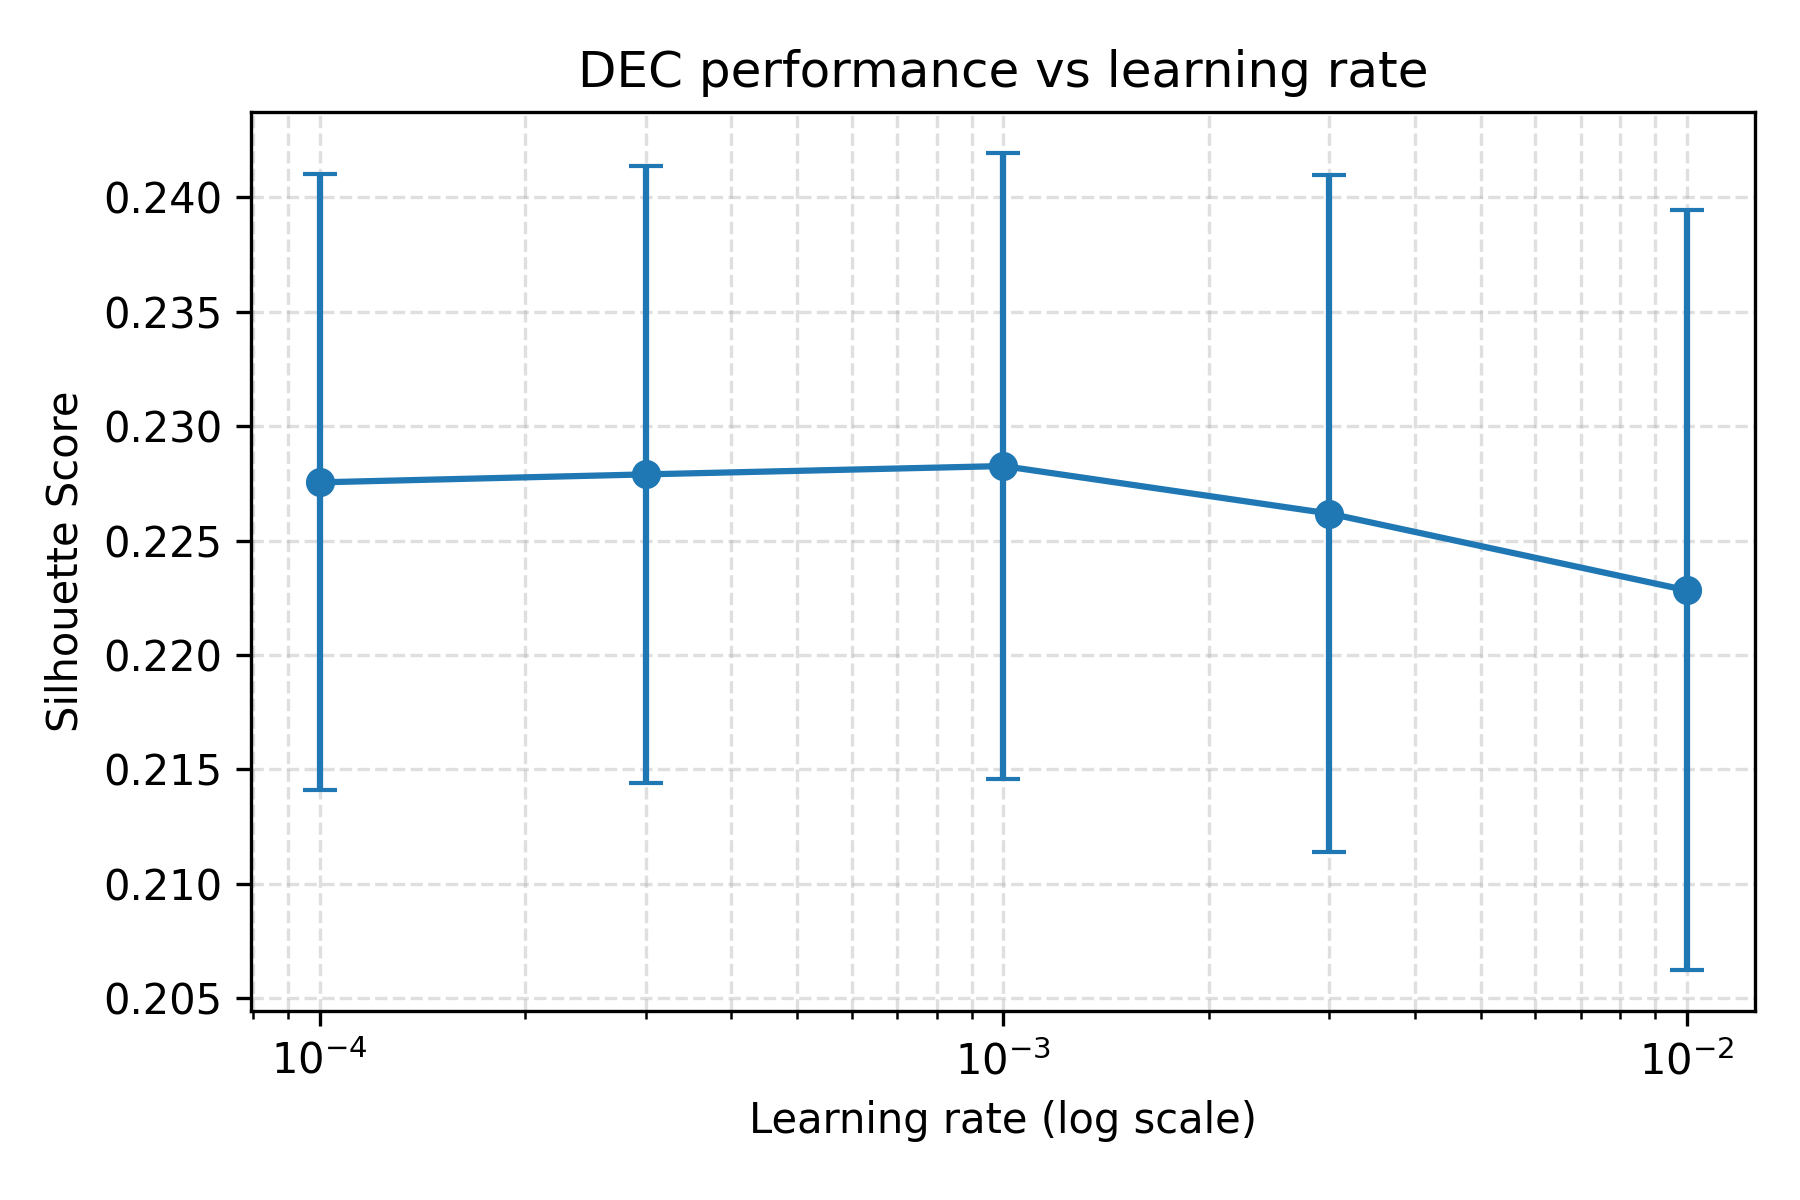 DEC performance vs learning rate
Silhouette Score
0.240
0.235
0.230
0.225
0.220
0.215
0.210
0.205
10⁻⁴ 10⁻³ 10⁻²
Learning rate (log scale)